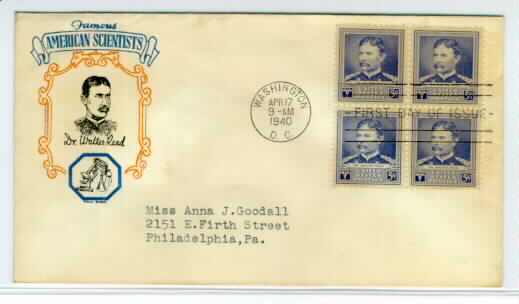 Famous
AMERICAN SCIENTISTS
Dr. Walter Reed
WASHINGTON
APR 17
9 - AM
1940
D. C.
FIRST DAY OF ISSUE
Miss Anna J.Goodall
2151 E.Firth Street
Philadelphia,Pa.